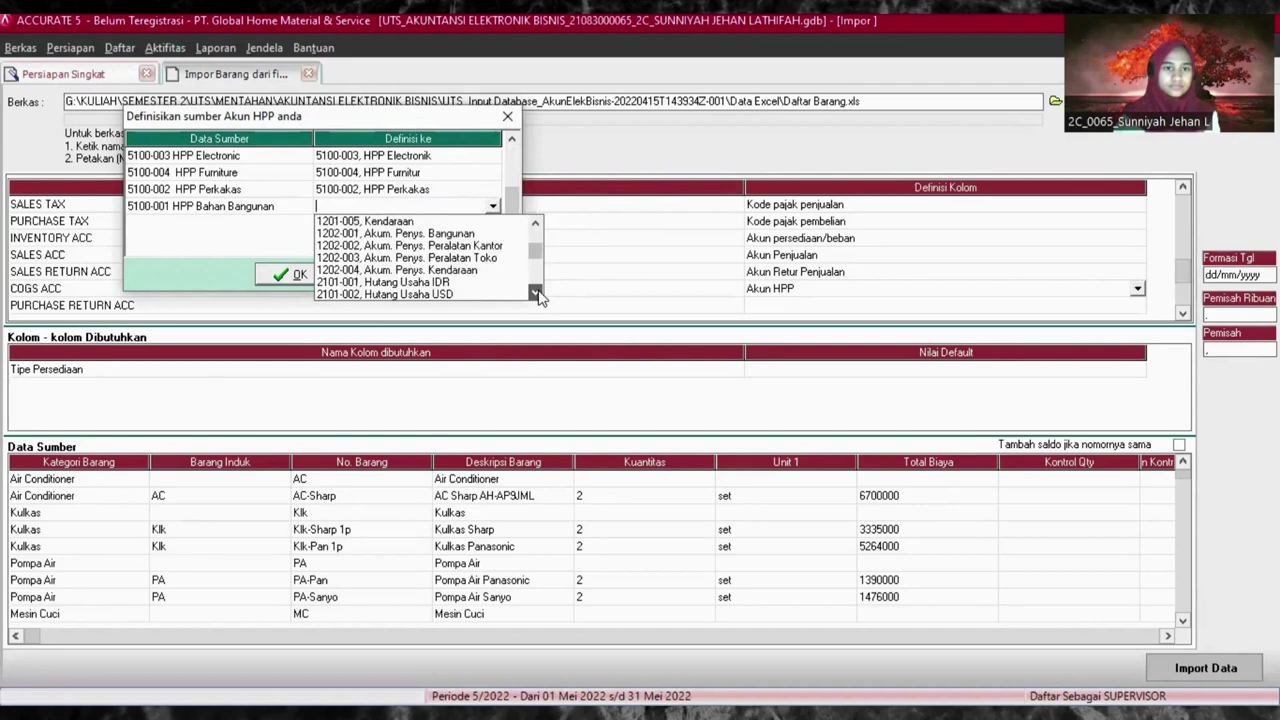 ACCURATE 5 - Belum Teregistrasi - PT. Global Home Material & Service [UTS_AKUNTANSI ELEKTRONIK BISNIS_21083000065_2C_SUNNIYAH JEHAN LATHIFAH.gdb] - [Impor ]
Berkas Persiapan Daftar Aktifitas Laporan Jendela Bantuan
Persiapan Singkat
Impor Barang dari fi...
Berkas : G:\KULIAH\SEMESTER 2\UTS\MENTAHAN\AKUNTANSI ELEKTRONIK BISNIS\UTS_Input Database_AkunElekBisnis-20220415T143934Z-001\Data Excel\Daftar Barang.xls
2C_0065_Sunniyah Jehan L
Untuk berkas
1. Ketik nama
2. Petakan (M
Definisikan sumber Akun HPP anda
Data Sumber Definisi ke
5100-003 HPP Electronic 5100-003, HPP Electronik
5100-004 HPP Furniture 5100-004, HPP Furnitur
5100-002 HPP Perkakas 5100-002, HPP Perkakas
5100-001 HPP Bahan Bangunan
1201-005, Kendaraan
1202-001, Akum. Penys. Bangunan
1202-002, Akum. Penys. Peralatan Kantor
1202-003, Akum. Penys. Peralatan Toko
1202-004, Akum. Penys. Kendaraan
2101-001, Hutang Usaha IDR
2101-002, Hutang Usaha USD
OK
Definisi Kolom
SALES TAX Kode pajak penjualan
PURCHASE TAX Kode pajak pembelian
INVENTORY ACC Akun persediaan/beban
SALES ACC Akun Penjualan
SALES RETURN ACC Akun Retur Penjualan
COGS ACC Akun HPP
PURCHASE RETURN ACC
Formasi Tgl
dd/mm/yyyy
Pemisah Ribuan
.
Pemisah
,
Kolom - kolom Dibutuhkan
Nama Kolom dibutuhkan Nilai Default
Tipe Persediaan
Data Sumber Tambah saldo jika nomornya sama
Kategori Barang Barang Induk No. Barang Deskripsi Barang Kuantitas Unit 1 Total Biaya Kontrol Qty n Kontr
Air Conditioner AC Air Conditioner
Air Conditioner AC AC-Sharp AC Sharp AH-AP9JML 2 set 6700000
Kulkas Klk Kulkas
Kulkas Klk Klk-Sharp 1p Kulkas Sharp 2 set 3335000
Kulkas Klk Klk-Pan 1p Kulkas Panasonic 2 set 5264000
Pompa Air PA Pompa Air
Pompa Air PA PA-Pan Pompa Air Panasonic 2 set 1390000
Pompa Air PA PA-Sanyo Pompa Air Sanyo 2 set 1476000
Mesin Cuci MC Mesin Cuci
Import Data
Periode 5/2022 - Dari 01 Mei 2022 s/d 31 Mei 2022 Daftar Sebagai SUPERVISOR